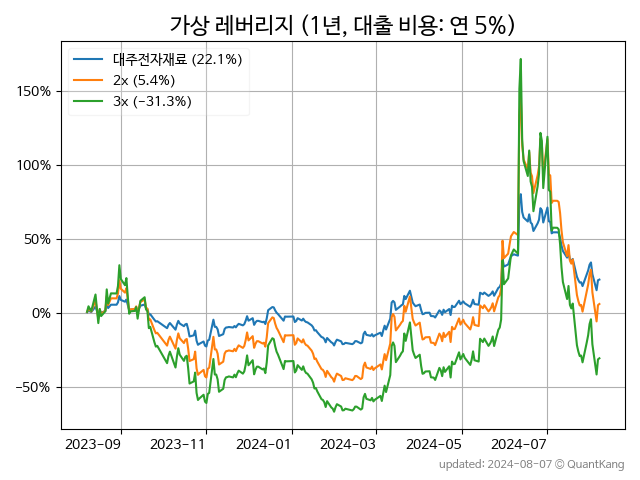 가상 레버리지 (1년, 대출 비용: 연 5%)
대주전자재료 (22.1%)
2x (5.4%)
3x (−31.3%)
150%
100%
50%
0%
−50%
2023-09 2023-11 2024-01 2024-03 2024-05 2024-07
updated: 2024-08-07 © QuantKang